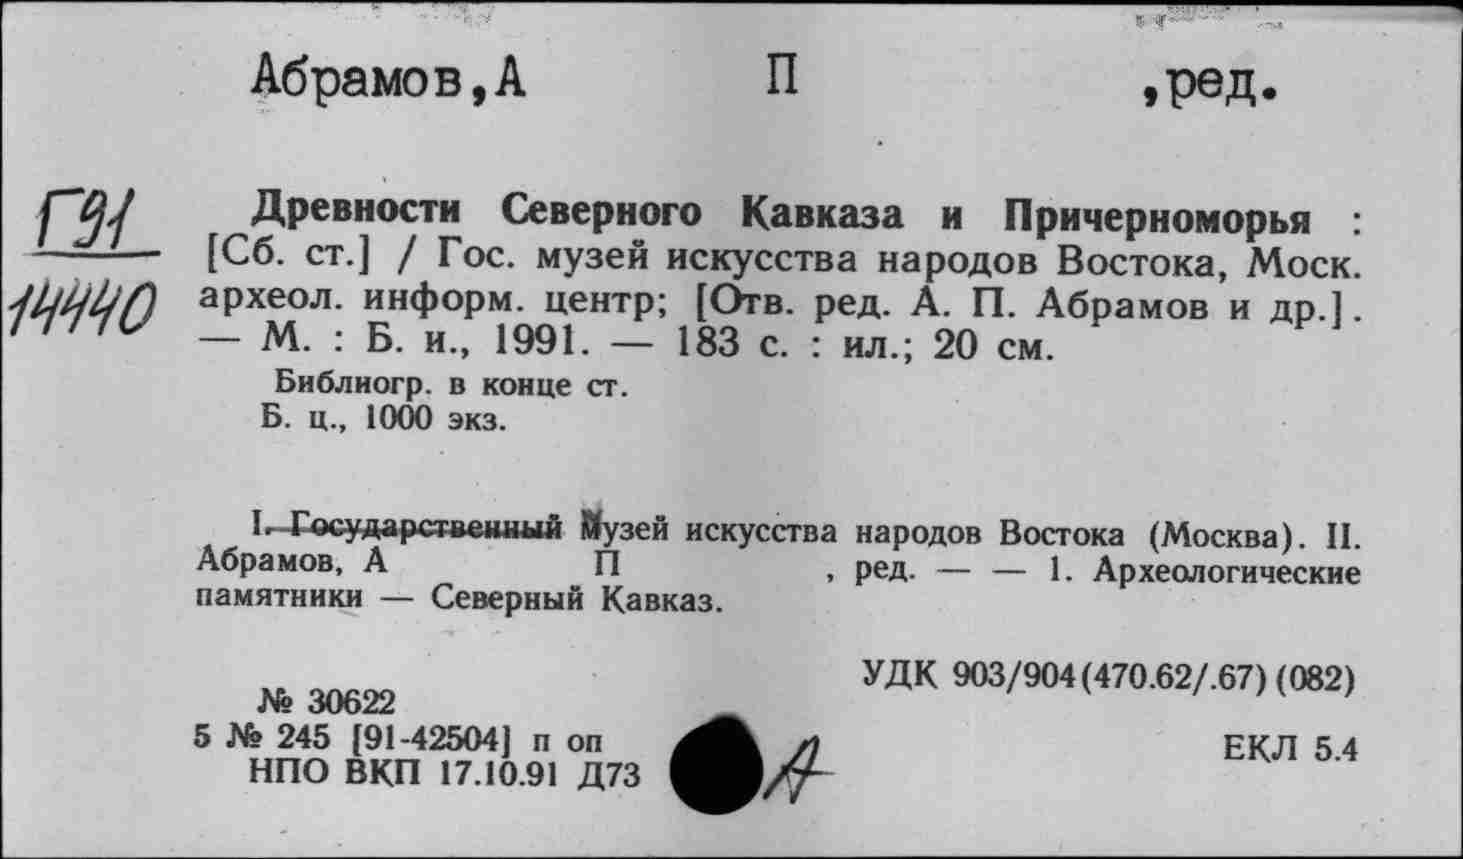 Абрамов,А П ,ред.
Г91
14440
Древности Северного Кавказа и Причерноморья :
[Сб. ст.] / Гос. музей искусства народов Востока, Моск.
археол. информ. центр; [Отв. ред. А. П. Абрамов и др.].
— М. : Б. и., 1991. — 183 с. : ил.; 20 см.
Библиогр. в конце ст.
Б. ц., 1000 экз.
I. Государственный Музей искусства народов Востока (Москва). II.
Абрамов, А П , ред. — — 1. Археологические
памятники — Северный Кавказ.
УДК 903/904(470.62/.67)(082)
№ 30622
5 № 245 [91-42504] п оп
НПО ВКП 17.10.91 Д73
ЕКЛ 5.4